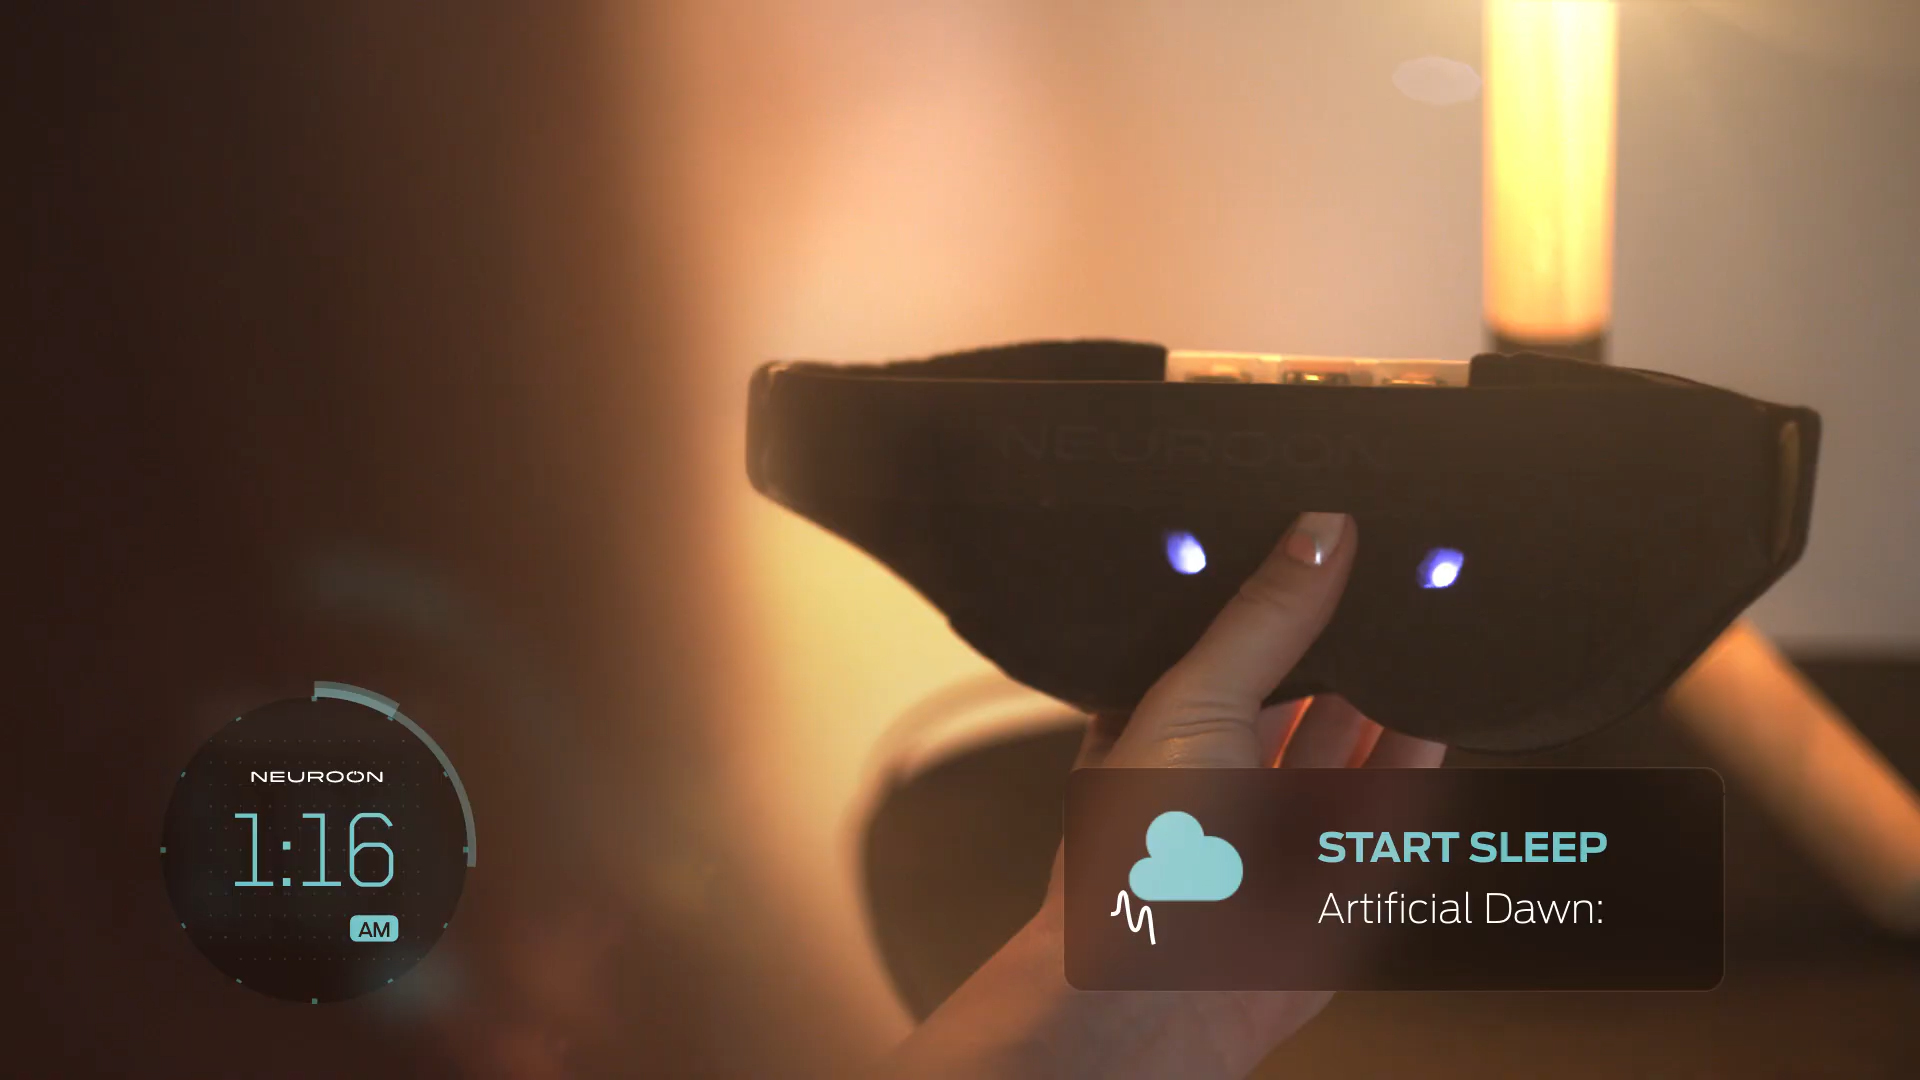 NEUROON
NEUROON
1:16
AM
START SLEEP
Artificial Dawn: